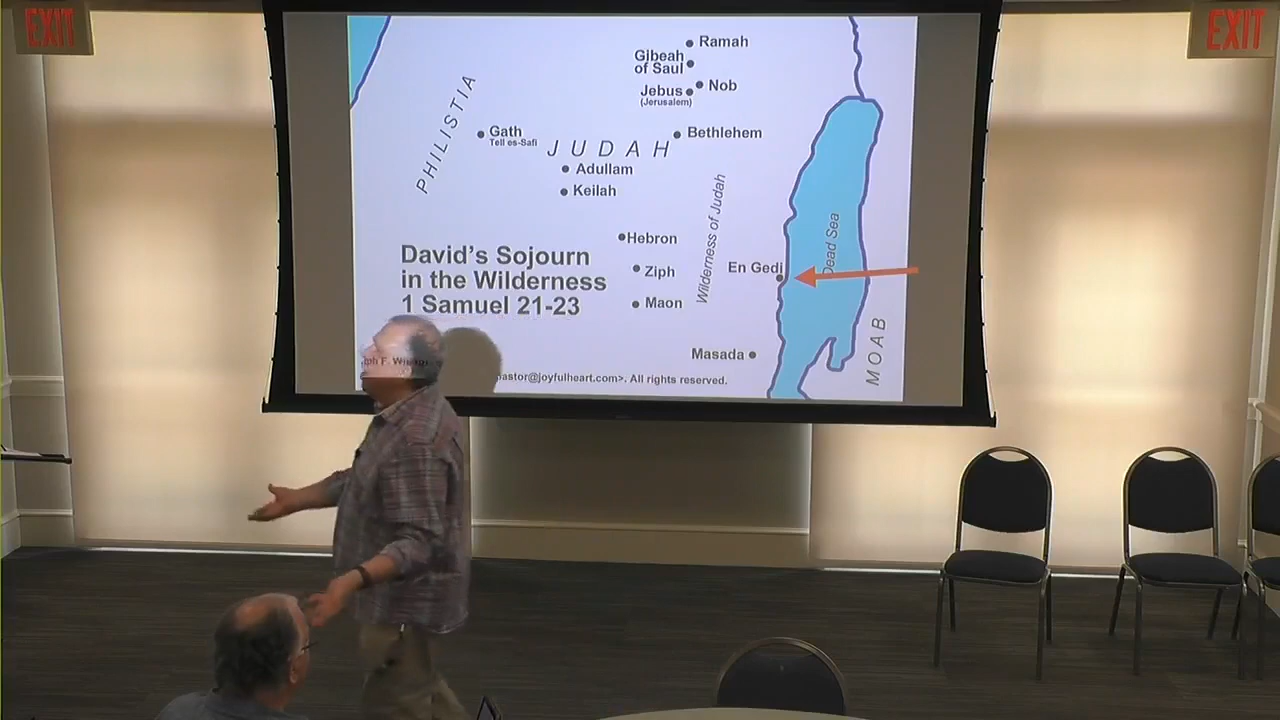 EXIT
EXIT
Ramah
Gibeah
of Saul
Nob
Jebus
(Jerusalem)
PHILISTIA
Gath
Tell es-Safi
Bethlehem
JUDAH
Adullam
Keilah
Wilderness of Judah
Dead Sea
Hebron
David's Sojourn
in the Wilderness
1 Samuel 21-23
Ziph
En Gedi
Maon
MOAB
Masada
ph F. W
pastor@joyfulheart.com>. All rights reserved.